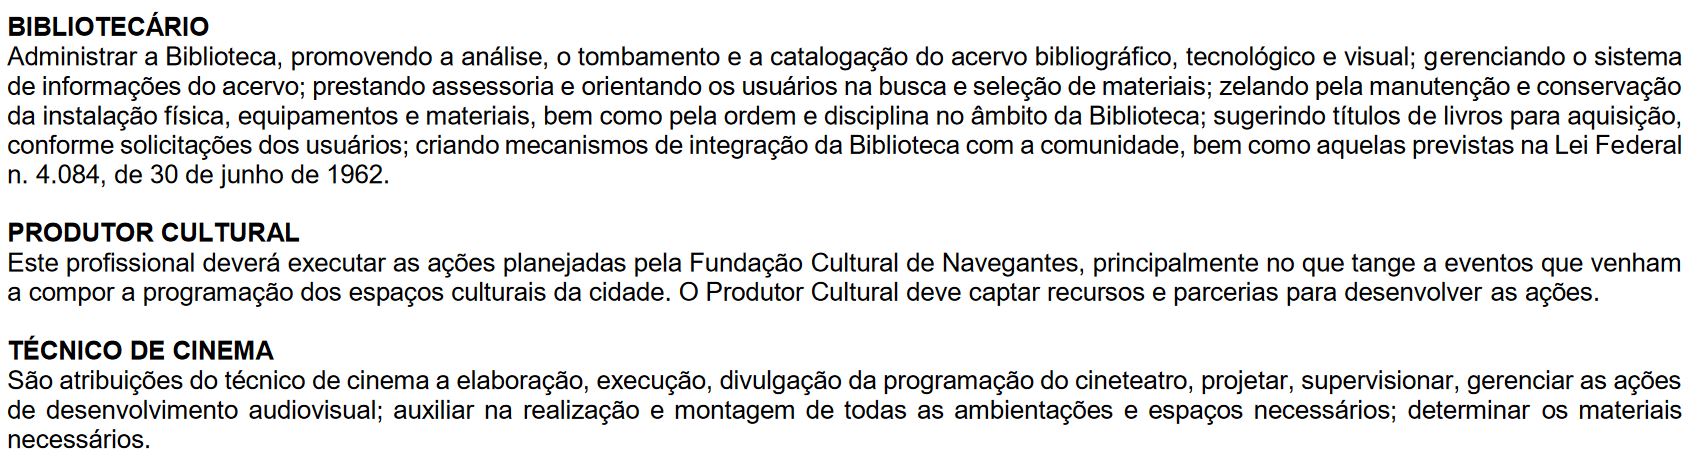 BIBLIOTECÁRIO
Administrar a Biblioteca, promovendo a análise, o tombamento e a catalogação do acervo bibliográfico, tecnológico e visual; gerenciando o sistema
de informações do acervo; prestando assessoria e orientando os usuários na busca e seleção de materiais; zelando pela manutenção e conservação
da instalação física, equipamentos e materiais, bem como pela ordem e disciplina no âmbito da Biblioteca; sugerindo títulos de livros para aquisição,
conforme solicitações dos usuários; criando mecanismos de integração da Biblioteca com a comunidade, bem como aquelas previstas na Lei Federal
n. 4.084, de 30 de junho de 1962.
PRODUTOR CULTURAL
Este profissional deverá executar as ações planejadas pela Fundação Cultural de Navegantes, principalmente no que tange a eventos que venham
a compor a programação dos espaços culturais da cidade. O Produtor Cultural deve captar recursos e parcerias para desenvolver as ações.
TÉCNICO DE CINEMA
São atribuições do técnico de cinema a elaboração, execução, divulgação da programação do cineteatro, projetar, supervisionar, gerenciar as ações
de desenvolvimento audiovisual; auxiliar na realização e montagem de todas as ambientações e espaços necessários; determinar os materiais
necessários.